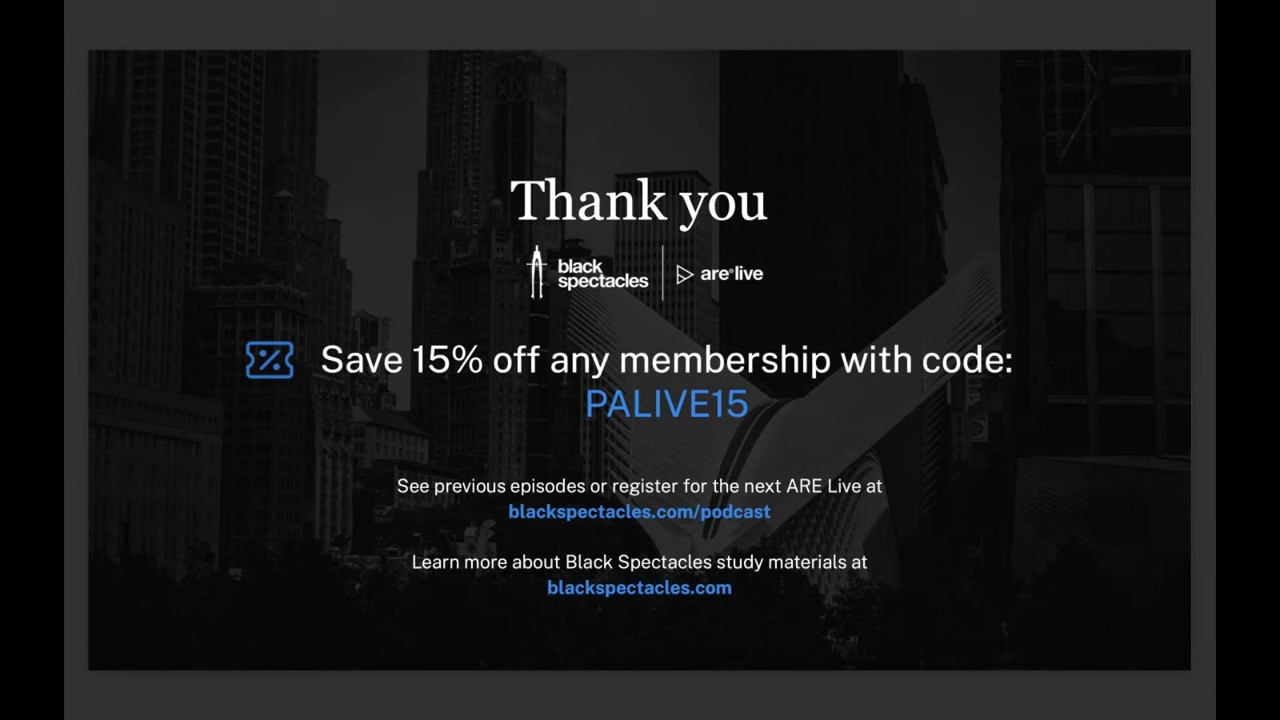 Thank you
black
spectacles
are®live
Save 15% off any membership with code:
PALIVE15
See previous episodes or register for the next ARE Live at
blackspectacles.com/podcast
Learn more about Black Spectacles study materials at
blackspectacles.com